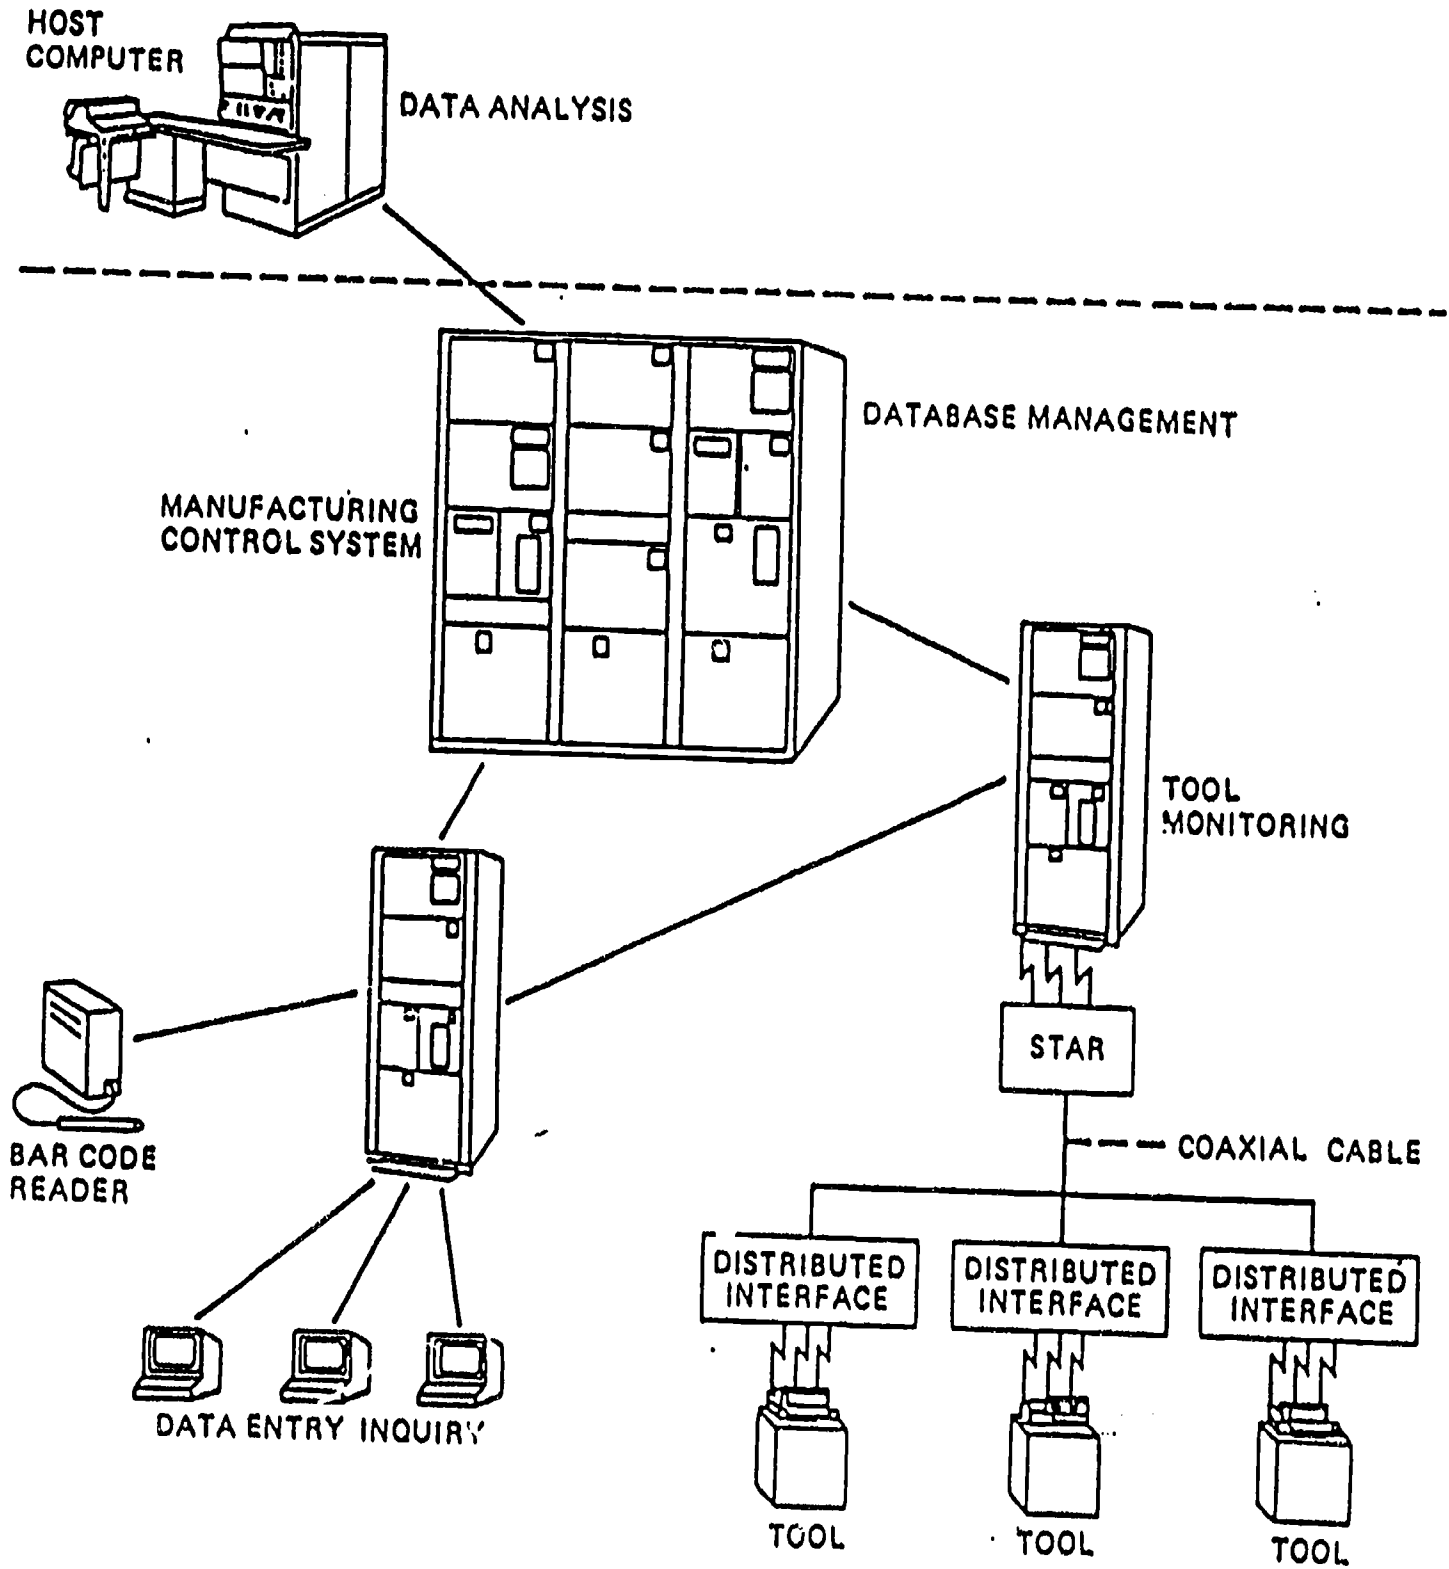 HOST
COMPUTER
DATA ANALYSIS
DATABASE MANAGEMENT
MANUFACTURING
CONTROL SYSTEM
TOOL
MONITORING
STAR
BAR CODE
READER
COAXIAL CABLE
DISTRIBUTED
INTERFACE
DISTRIBUTED
INTERFACE
DISTRIBUTED
INTERFACE
DATA ENTRY INQUIRY
TOOL
TOOL
TOOL